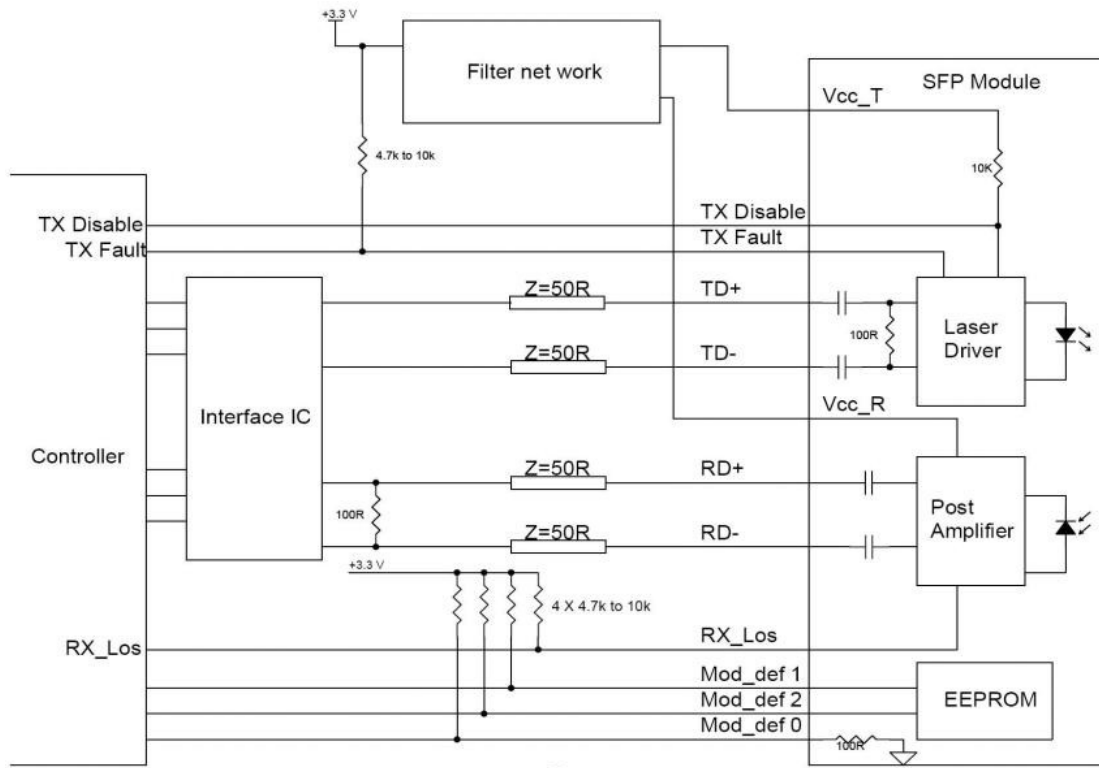 +3.3 V
Filter net work
SFP Module
Vcc_T
4.7k to 10k
10K
TX Disable
TX Disable
TX Fault
TX Fault
Z=50R
TD+
100R
Laser
Driver
Z=50R
TD-
Vcc_R
Interface IC
Controller
Z=50R
RD+
100R
Post
Amplifier
Z=50R
RD-
+3.3 V
4 X 4.7k to 10k
RX_Los
RX_Los
Mod_def 1
Mod_def 2
EEPROM
Mod_def 0
100R